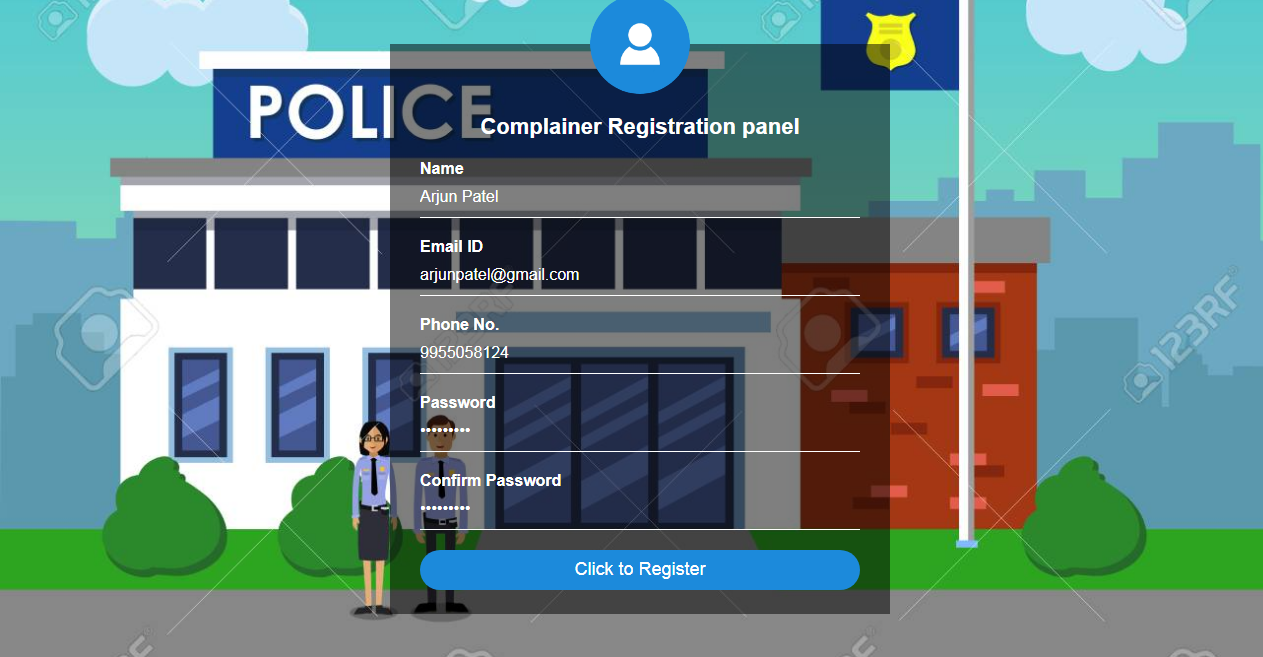 POLICE
Complainer Registration panel
Name
Arjun Patel
Email ID
arjunpatel@gmail.com
Phone No.
9955058124
Password
•••••••••
Confirm Password
•••••••••
Click to Register
123RF
123RF